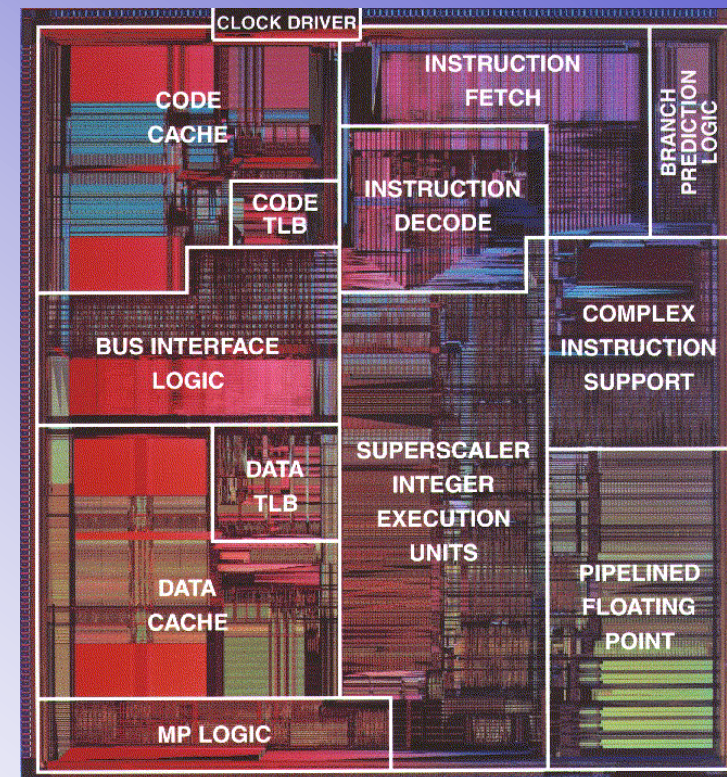 CLOCK DRIVER
CODE
CACHE
INSTRUCTION
FETCH
BRANCH
PREDICTION
LOGIC
CODE
TLB
INSTRUCTION
DECODE
BUS INTERFACE
LOGIC
COMPLEX
INSTRUCTION
SUPPORT
DATA
TLB
SUPERSCALER
INTEGER
EXECUTION
UNITS
DATA
CACHE
PIPELINED
FLOATING
POINT
MP LOGIC